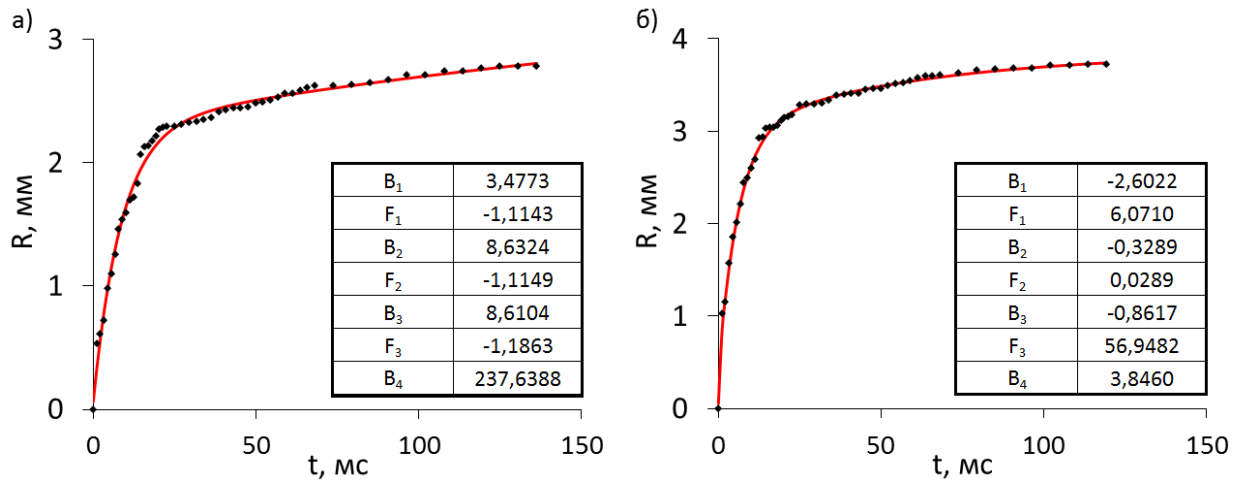 а)
R, мм
3
2
1
0
0
50
100
150
t, мс
B₁ 3,4773
F₁ -1,1143
B₂ 8,6324
F₂ -1,1149
B₃ 8,6104
F₃ -1,1863
B₄ 237,6388
б)
R, мм
4
3
2
1
0
0
50
100
150
t, мс
B₁ -2,6022
F₁ 6,0710
B₂ -0,3289
F₂ 0,0289
B₃ -0,8617
F₃ 56,9482
B₄ 3,8460